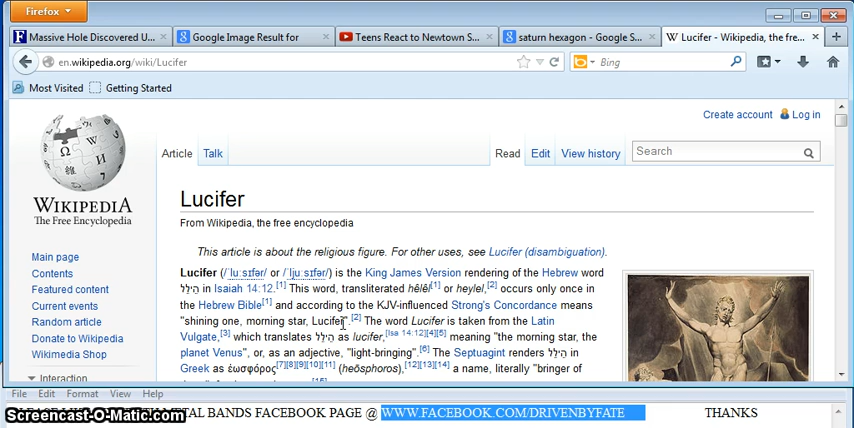 Firefox
Massive Hole Discovered U...
Google Image Result for
Teens React to Newtown S...
saturn hexagon - Google S...
Lucifer - Wikipedia, the fre...
en.wikipedia.org/wiki/Lucifer
Bing
Most Visited
Getting Started
Create account
Log in
WIKIPEDIA
The Free Encyclopedia
Article
Talk
Read
Edit
View history
Search
Main page
Contents
Featured content
Current events
Random article
Donate to Wikipedia
Wikimedia Shop
Interaction
Lucifer
From Wikipedia, the free encyclopedia
This article is about the religious figure. For other uses, see Lucifer (disambiguation).
Lucifer (/ˈluːsɪfər/ or /ˈljuːsɪfər/) is the King James Version rendering of the Hebrew word
הֵילֵל in Isaiah 14:12.[1] This word, transliterated hêlêl[1] or heylel,[2] occurs only once in
the Hebrew Bible[1] and according to the KJV-influenced Strong's Concordance means
"shining one, morning star, Lucifer".[2] The word Lucifer is taken from the Latin
Vulgate,[3] which translates הֵילֵל as lucifer,[Isa 14:12][4][5] meaning "the morning star, the
planet Venus", or, as an adjective, "light-bringing".[6] The Septuagint renders הֵילֵל in
Greek as ἑωσφόρος[7][8][9][10][11] (heōsphoros),[12][13][14] a name, literally "bringer of
File Edit Format View Help
METAL BANDS FACEBOOK PAGE @ WWW.FACEBOOK.COM/DRIVENBYFATE THANKS
Screencast-O-Matic.com